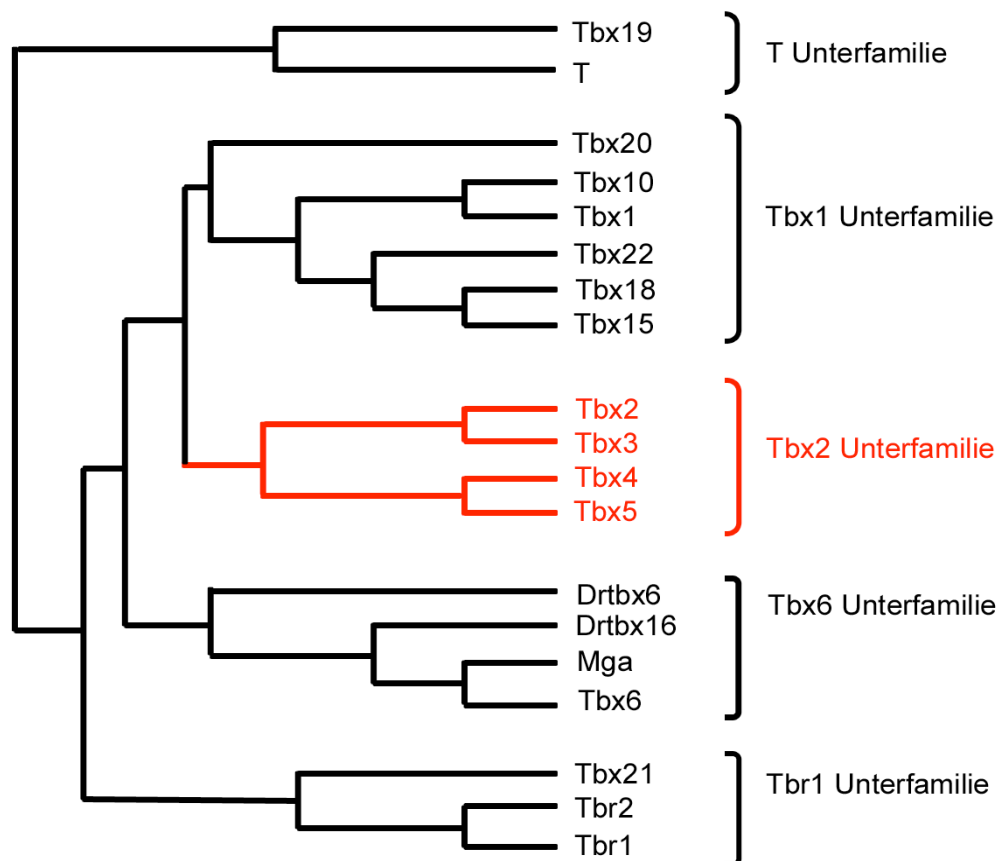 Tbx19
T
T Unterfamilie
Tbx20
Tbx10
Tbx1
Tbx22
Tbx18
Tbx15
Tbx1 Unterfamilie
Tbx2
Tbx3
Tbx4
Tbx5
Tbx2 Unterfamilie
Drtbx6
Drtbx16
Mga
Tbx6
Tbx6 Unterfamilie
Tbx21
Tbr2
Tbr1
Tbr1 Unterfamilie